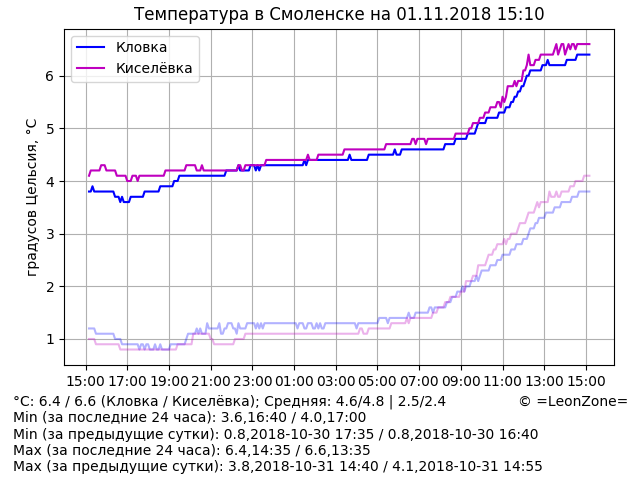 Температура в Смоленске на 01.11.2018 15:10
Кловка
Киселёвка
градусов Цельсия, °C
6
5
4
3
2
1
15:00 17:00 19:00 21:00 23:00 01:00 03:00 05:00 07:00 09:00 11:00 13:00 15:00
°C: 6.4 / 6.6 (Кловка / Киселёвка); Средняя: 4.6/4.8 | 2.5/2.4 © =LeonZone=
Min (за последние 24 часа): 3.6,16:40 / 4.0,17:00
Min (за предыдущие сутки): 0.8,2018-10-30 17:35 / 0.8,2018-10-30 16:40
Max (за последние 24 часа): 6.4,14:35 / 6.6,13:35
Max (за предыдущие сутки): 3.8,2018-10-31 14:40 / 4.1,2018-10-31 14:55